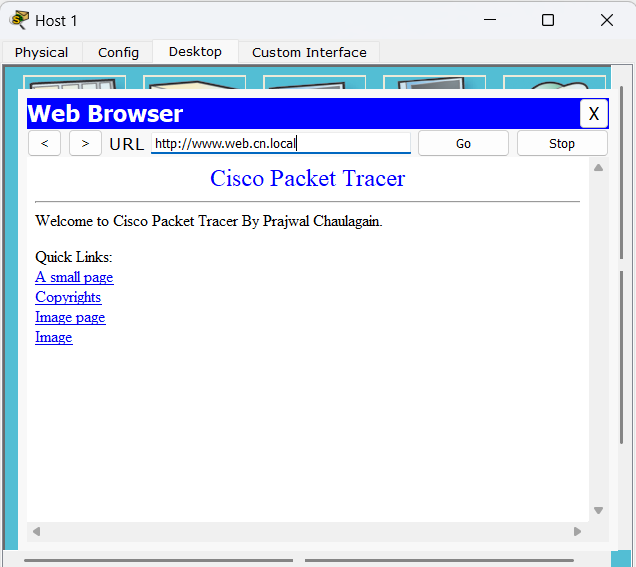 Host 1
Physical Config Desktop Custom Interface
Web Browser X
< > URL http://www.web.cn.local Go Stop
Cisco Packet Tracer
Welcome to Cisco Packet Tracer By Prajwal Chaulagain.
Quick Links:
A small page
Copyrights
Image page
Image